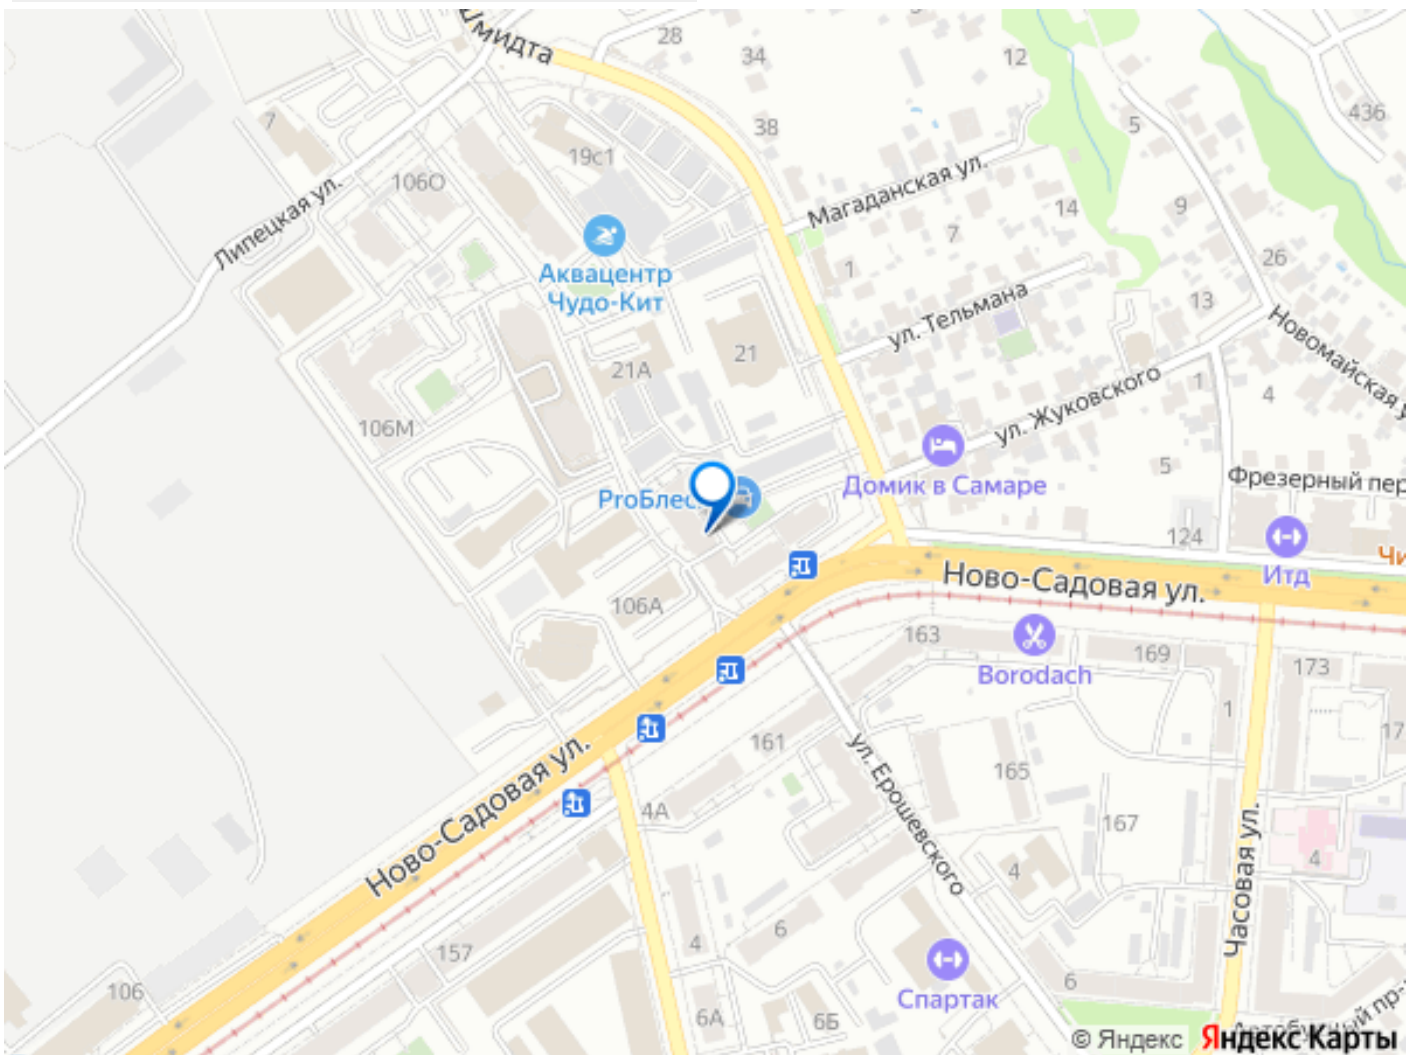 Шмидта
28
34
12
38
7
19с1
5
436
106О
Магаданская ул.
Липецкая ул.
14
9
7
Аквацентр
Чудо-Кит
1
26
13
ул. Тельмана
Новомайская у
21
21А
ул. Жуковского
1
4
106М
5
Фрезерный пер
Домик в Самаре
ProБлес
124
Чи
Итд
Ново-Садовая ул.
106А
163
169
173
Borodach
1
17
161
ул. Ерошевского
165
Ново-Садовая ул.
4А
167
Часовая ул.
4
4
157
4
6
106
Спартак
6
6А
6Б
© Яндекс
Яндекс Карты